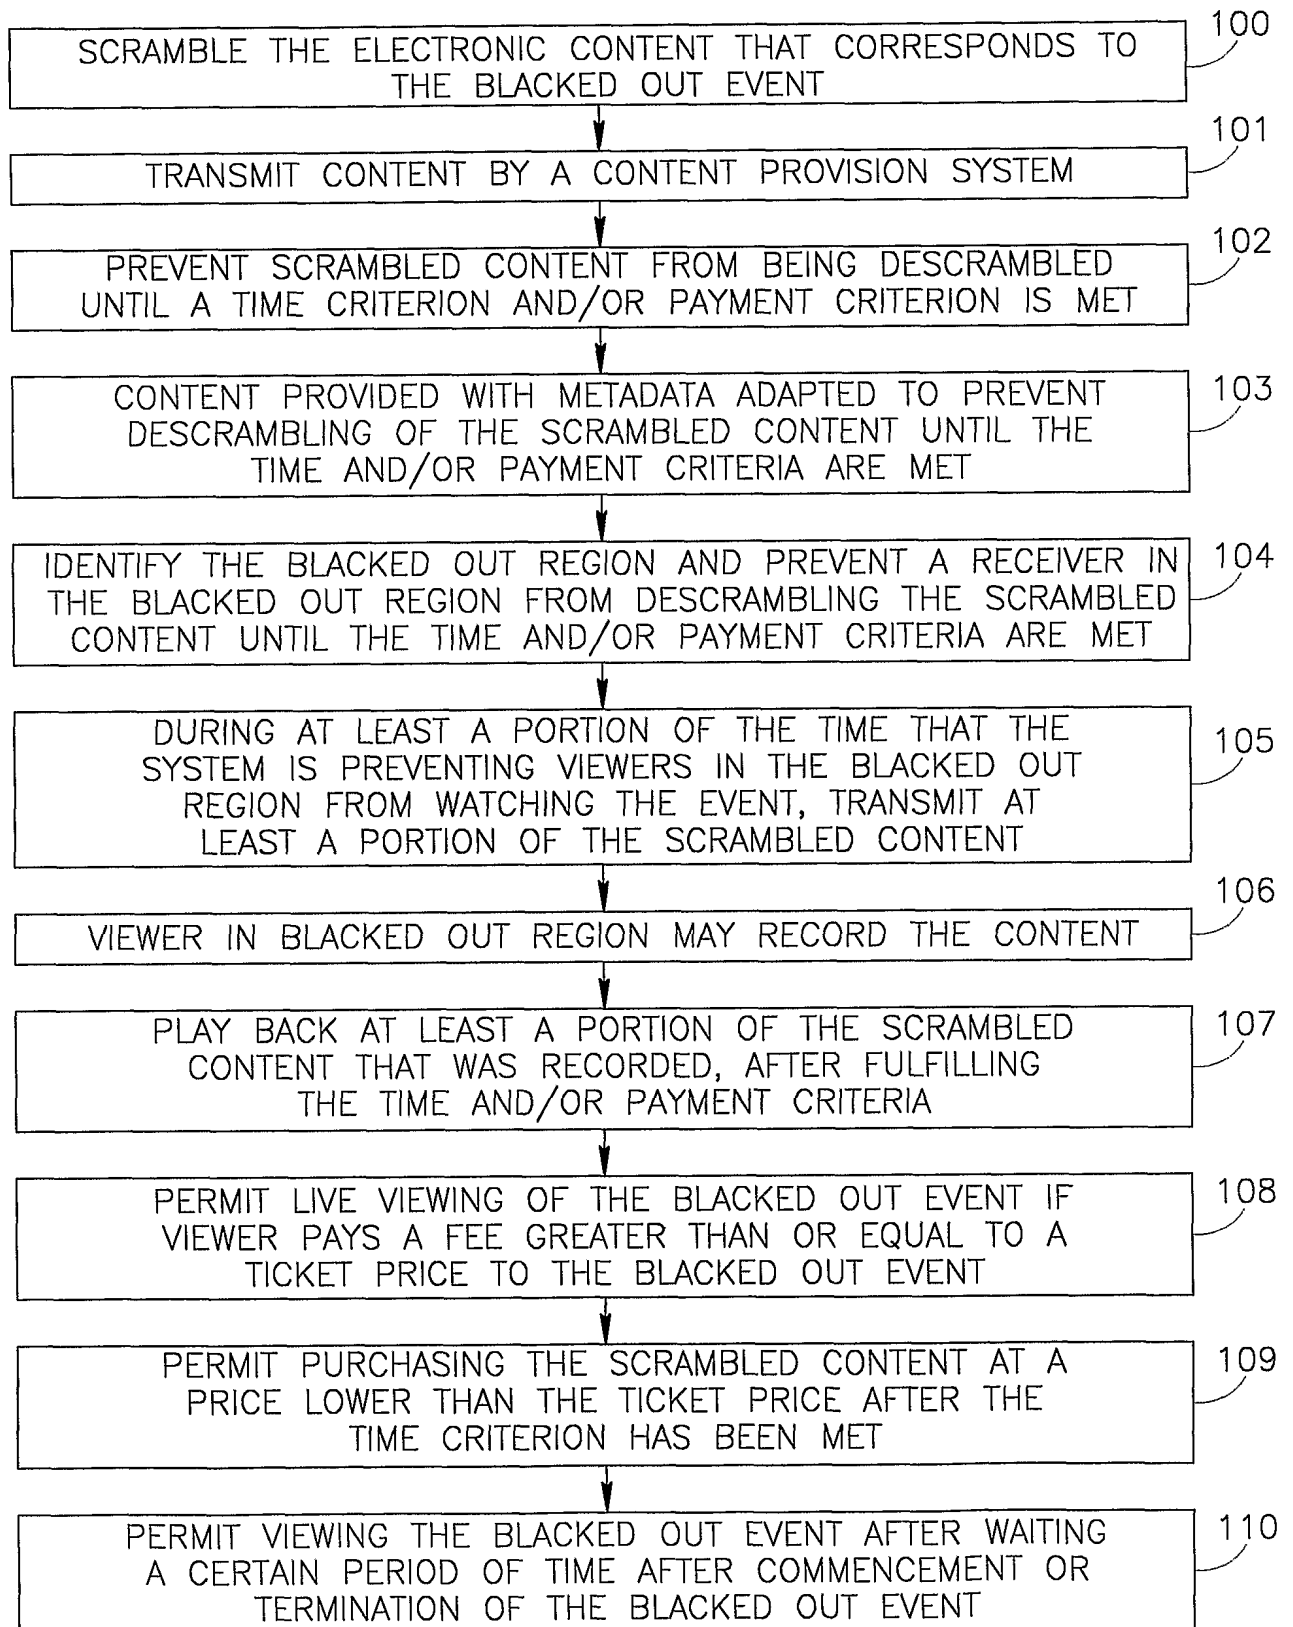 100
SCRAMBLE THE ELECTRONIC CONTENT THAT CORRESPONDS TO
THE BLACKED OUT EVENT
101
TRANSMIT CONTENT BY A CONTENT PROVISION SYSTEM
102
PREVENT SCRAMBLED CONTENT FROM BEING DESCRAMBLED
UNTIL A TIME CRITERION AND/OR PAYMENT CRITERION IS MET
103
CONTENT PROVIDED WITH METADATA ADAPTED TO PREVENT
DESCRAMBLING OF THE SCRAMBLED CONTENT UNTIL THE
TIME AND/OR PAYMENT CRITERIA ARE MET
104
IDENTIFY THE BLACKED OUT REGION AND PREVENT A RECEIVER IN
THE BLACKED OUT REGION FROM DESCRAMBLING THE SCRAMBLED
CONTENT UNTIL THE TIME AND/OR PAYMENT CRITERIA ARE MET
105
DURING AT LEAST A PORTION OF THE TIME THAT THE
SYSTEM IS PREVENTING VIEWERS IN THE BLACKED OUT
REGION FROM WATCHING THE EVENT, TRANSMIT AT
LEAST A PORTION OF THE SCRAMBLED CONTENT
106
VIEWER IN BLACKED OUT REGION MAY RECORD THE CONTENT
107
PLAY BACK AT LEAST A PORTION OF THE SCRAMBLED
CONTENT THAT WAS RECORDED, AFTER FULFILLING
THE TIME AND/OR PAYMENT CRITERIA
108
PERMIT LIVE VIEWING OF THE BLACKED OUT EVENT IF
VIEWER PAYS A FEE GREATER THAN OR EQUAL TO A
TICKET PRICE TO THE BLACKED OUT EVENT
109
PERMIT PURCHASING THE SCRAMBLED CONTENT AT A
PRICE LOWER THAN THE TICKET PRICE AFTER THE
TIME CRITERION HAS BEEN MET
110
PERMIT VIEWING THE BLACKED OUT EVENT AFTER WAITING
A CERTAIN PERIOD OF TIME AFTER COMMENCEMENT OR
TERMINATION OF THE BLACKED OUT EVENT